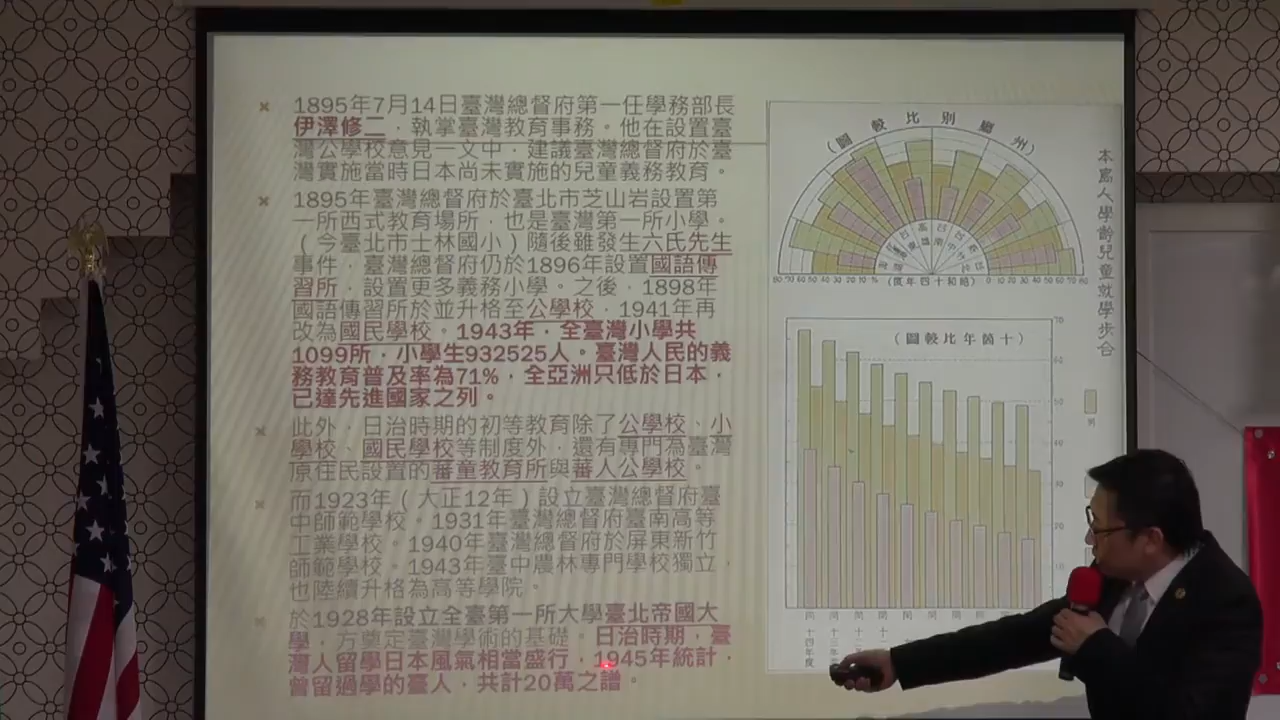 1895年7月14日臺灣總督府第一任學務部長
伊澤修二，執掌臺灣教育事務。他在設置臺
灣公學校意見一文中，建議臺灣總督府於臺
灣實施當時日本尚未實施的兒童義務教育。
1895年臺灣總督府於臺北市芝山岩設置第
一所西式教育場所，也是臺灣第一所小學。
（今臺北市士林國小）隨後雖發生六氏先生
事件，臺灣總督府仍於1896年設置國語傳
習所，設置更多義務小學。之後，1898年
國語傳習所於並升格至公學校，1941年再
改為國民學校。1943年，全臺灣小學共
1099所，小學生932525人。臺灣人民的義
務教育普及率為71%，全亞洲只低於日本，
已達先進國家之列。
此外，日治時期的初等教育除了公學校、小
學校、國民學校等制度外，還有專門為臺灣
原住民設置的蕃童教育所與蕃人公學校。
而1923年（大正12年）設立臺灣總督府臺
中師範學校。1931年臺灣總督府臺南高等
工業學校。1940年臺灣總督府於屏東新竹
師範學校。1943年臺中農林專門學校獨立，
也陸續升格為高等學院。
於1928年設立全臺第一所大學臺北帝國大
學，方奠定臺灣學術的基礎。日治時期，臺
灣人留學日本風氣相當盛行，1945年統計，
曾留過學的臺人，共計20萬之譜。
（圖較比別廳州）
（度年四十和昭）
本島人學齡兒童就學步合
（圖較比年箇十）
男
十四年度